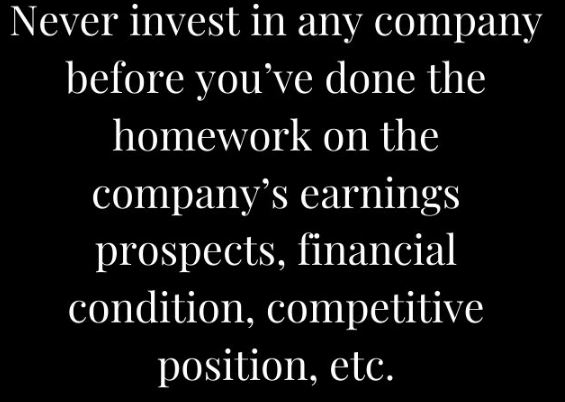 Never invest in any company
before you’ve done the
homework on the
company’s earnings
prospects, financial
condition, competitive
position, etc.